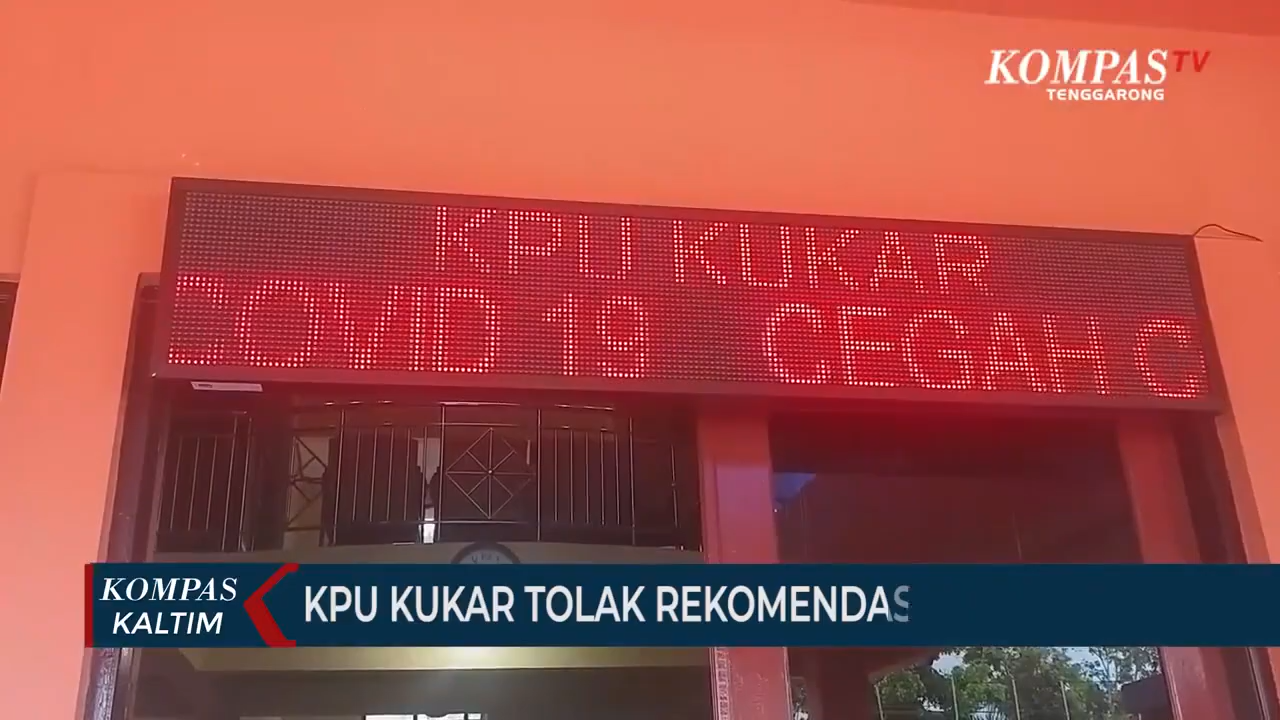 KOMPAS TV
TENGGARONG
KPU KUKAR
COVID 19 CEGAH C
KOMPAS
KALTIM
KPU KUKAR TOLAK REKOMENDAS